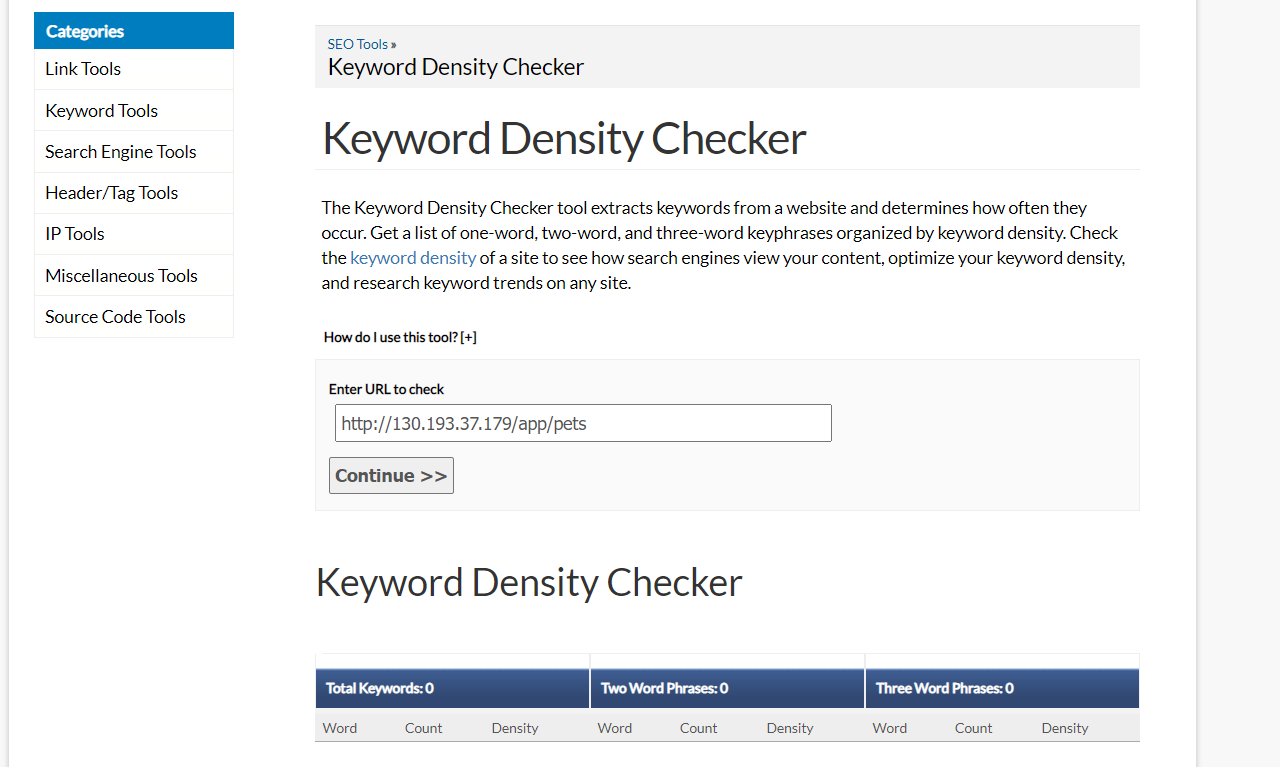 Categories
Link Tools
Keyword Tools
Search Engine Tools
Header/Tag Tools
IP Tools
Miscellaneous Tools
Source Code Tools
SEO Tools »
Keyword Density Checker
Keyword Density Checker
The Keyword Density Checker tool extracts keywords from a website and determines how often they
occur. Get a list of one-word, two-word, and three-word keyphrases organized by keyword density. Check
the keyword density of a site to see how search engines view your content, optimize your keyword density,
and research keyword trends on any site.
How do I use this tool? [+]
Enter URL to check
http://130.193.37.179/app/pets
Continue >>
Keyword Density Checker
Total Keywords: 0 Two Word Phrases: 0 Three Word Phrases: 0
Word Count Density Word Count Density Word Count Density